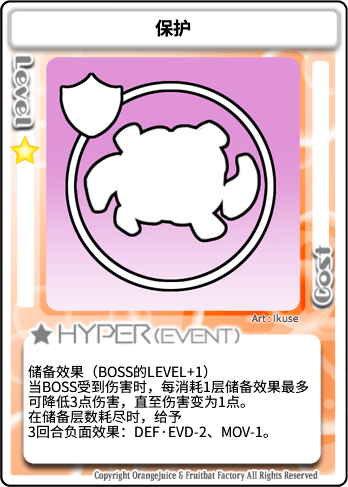 保护
Level
Cost
Art : Ikuse
HYPER (EVENT)
储备效果（BOSS的LEVEL+1）
当BOSS受到伤害时，每消耗1层储备效果最多
可降低3点伤害，直至伤害变为1点。
在储备层数耗尽时，给予
3回合负面效果：DEF·EVD-2、MOV-1。
Copyright OrangeJuice & Fruitbat Factory All Rights Reserved